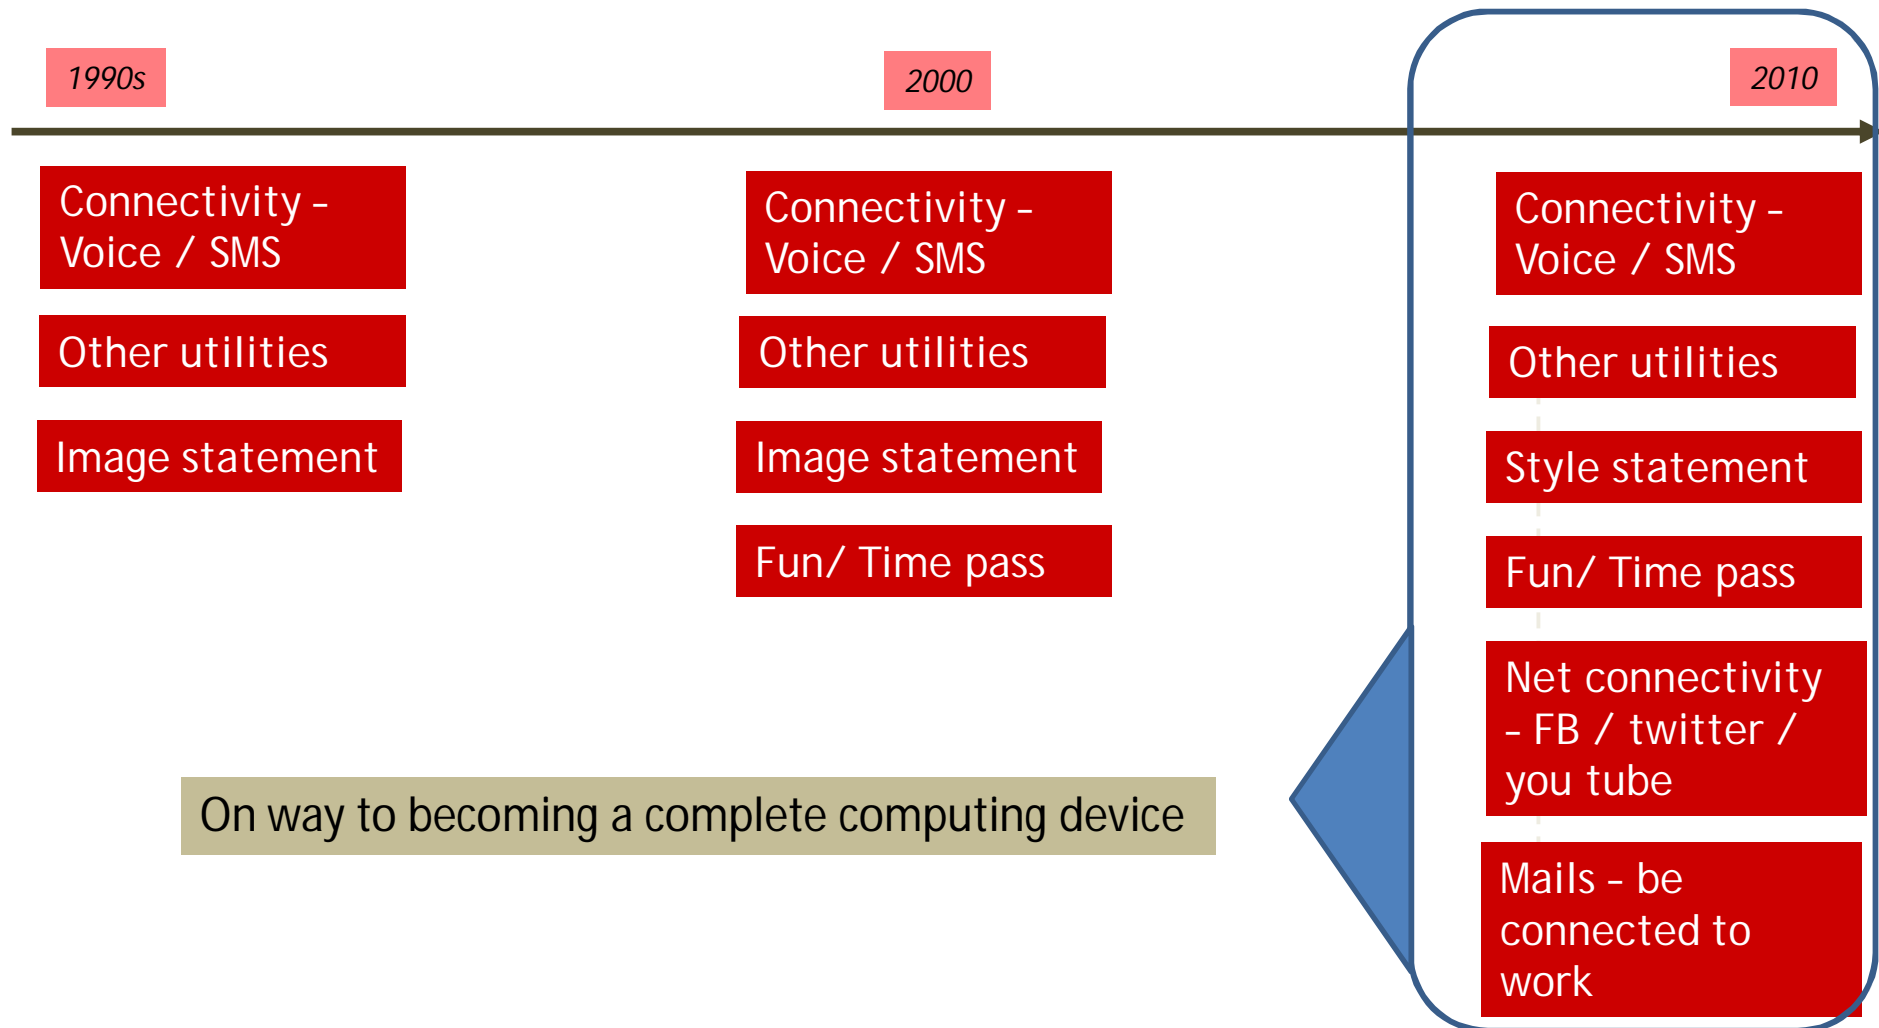 1990s
2000
2010
Connectivity –
Voice / SMS
Other utilities
Image statement
Connectivity –
Voice / SMS
Other utilities
Image statement
Fun/ Time pass
Connectivity –
Voice / SMS
Other utilities
Style statement
Fun/ Time pass
Net connectivity
– FB / twitter /
you tube
Mails – be
connected to
work
On way to becoming a complete computing device